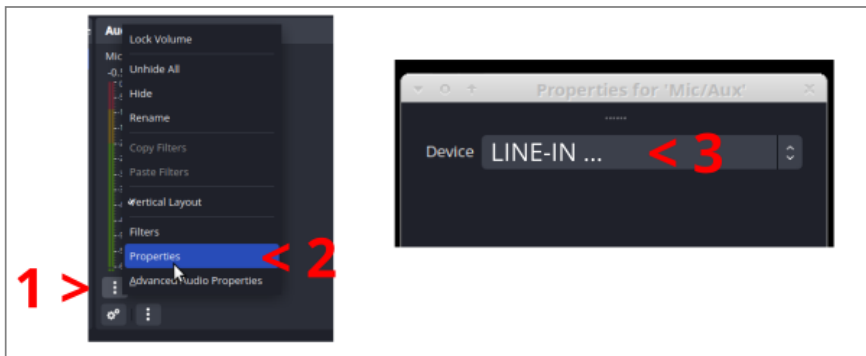 Lock Volume
Unhide All
Hide
Rename
Copy Filters
Paste Filters
Vertical Layout
Filters
Properties
Advanced Audio Properties
1 >
< 2
Properties for 'Mic/Aux'
Device LINE-IN ...
< 3